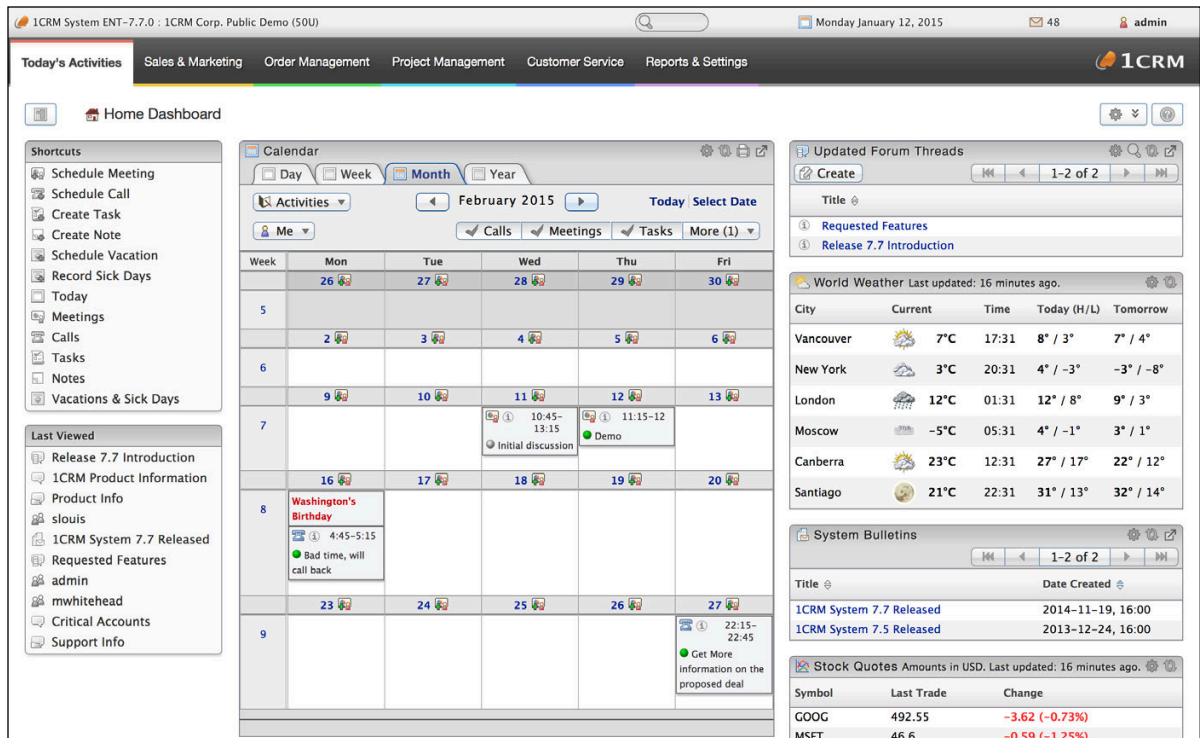 1CRM System ENT-7.7.0 : 1CRM Corp. Public Demo (50U)
Monday January 12, 2015
48
admin
Today's Activities
Sales & Marketing
Order Management
Project Management
Customer Service
Reports & Settings
1CRM
Home Dashboard
Shortcuts
Schedule Meeting
Schedule Call
Create Task
Create Note
Schedule Vacation
Record Sick Days
Today
Meetings
Calls
Tasks
Notes
Vacations & Sick Days
Last Viewed
Release 7.7 Introduction
1CRM Product Information
Product Info
slouis
1CRM System 7.7 Released
Requested Features
admin
mwhitehead
Critical Accounts
Support Info
Calendar
Day Week Month Year
Activities
February 2015
Today Select Date
Me
Calls Meetings Tasks More (1)
Week Mon Tue Wed Thu Fri
26 27 28 29 30
5
2 3 4 5 6
6
9 10 11 12 13
7
10:45-
13:15
Initial discussion
11:15-12
Demo
16 17 18 19 20
8
Washington's
Birthday
4:45-5:15
Bad time, will
call back
23 24 25 26 27
9
22:15-
22:45
Get More
information on the
proposed deal
Updated Forum Threads
Create
1-2 of 2
Title
Requested Features
Release 7.7 Introduction
World Weather Last updated: 16 minutes ago.
City Current Time Today (H/L) Tomorrow
Vancouver 7°C 17:31 8° / 3° 7° / 4°
New York 3°C 20:31 4° / -3° -3° / -8°
London 12°C 01:31 12° / 8° 9° / 3°
Moscow -5°C 05:31 4° / -1° 3° / 1°
Canberra 23°C 12:31 27° / 17° 22° / 12°
Santiago 21°C 22:31 31° / 13° 32° / 14°
System Bulletins
1-2 of 2
Title Date Created
1CRM System 7.7 Released 2014-11-19, 16:00
1CRM System 7.5 Released 2013-12-24, 16:00
Stock Quotes Amounts in USD. Last updated: 16 minutes ago.
Symbol Last Trade Change
GOOG 492.55 -3.62 (-0.73%)
MSFT 46.6 -0.59 (-1.25%)